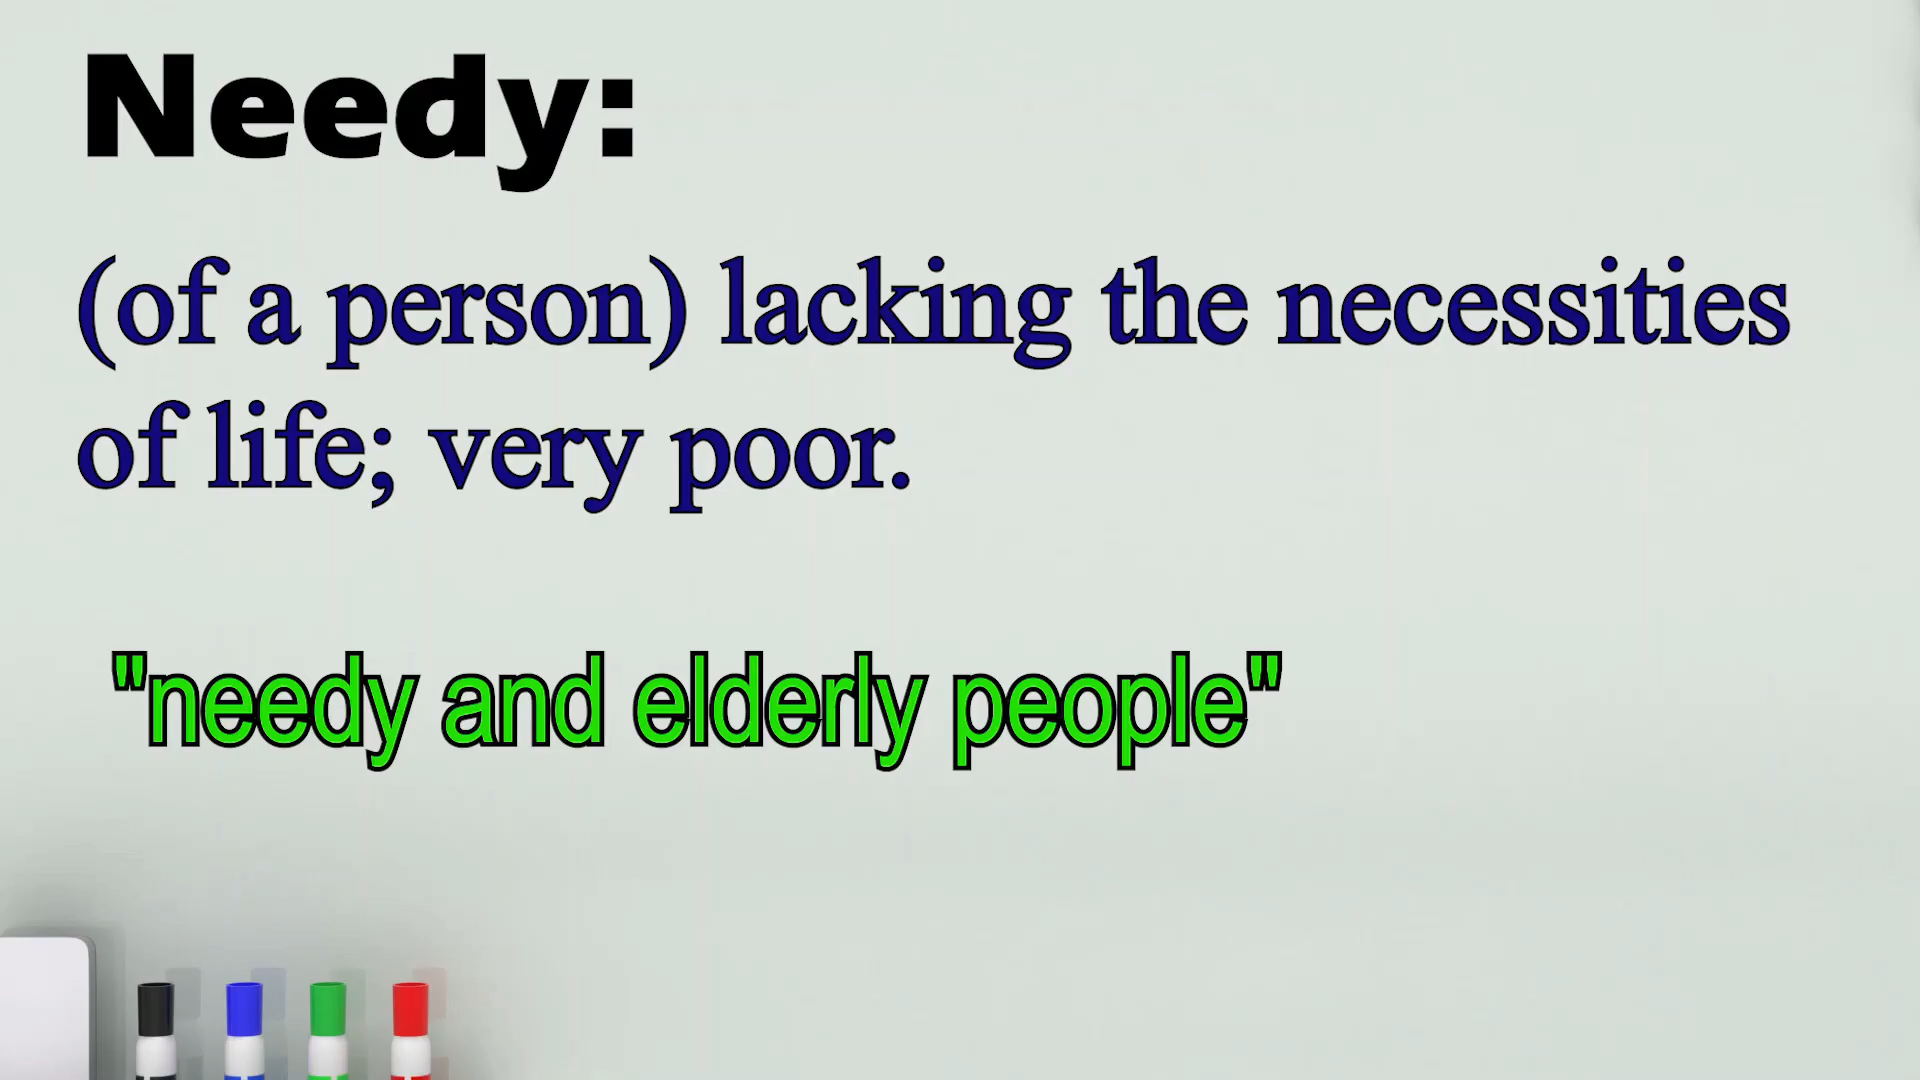 Needy:
(of a person) lacking the necessities
of life; very poor.
"needy and elderly people"